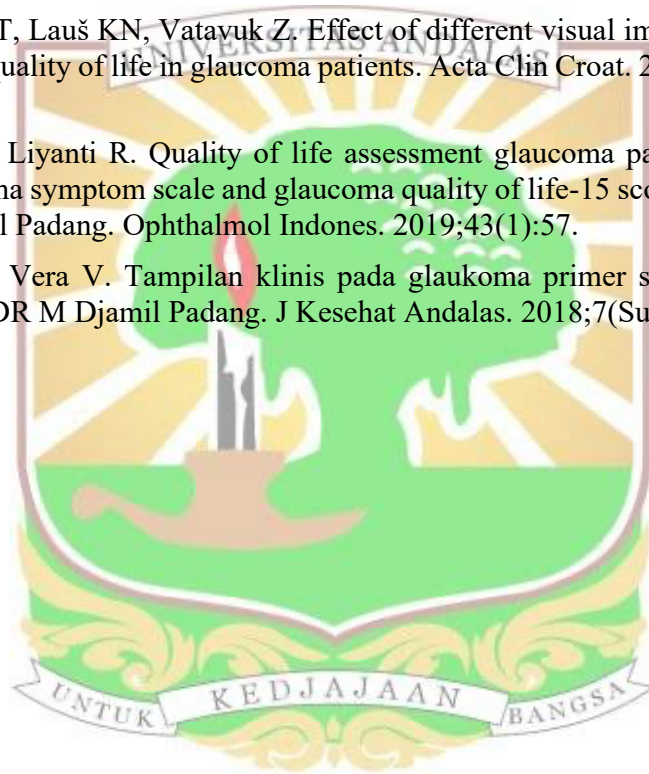 T, Lauš KN, Vatavuk Z. Effect of different visual im
UNIVERSITAS ANDALAS
quality of life in glaucoma patients. Acta Clin Croat. 2
Liyanti R. Quality of life assessment glaucoma pa
na symptom scale and glaucoma quality of life-15 sco
l Padang. Ophthalmol Indones. 2019;43(1):57.
Vera V. Tampilan klinis pada glaukoma primer s
DR M Djamil Padang. J Kesehat Andalas. 2018;7(Su
UNTUK KEDJAJAAN BANGSA